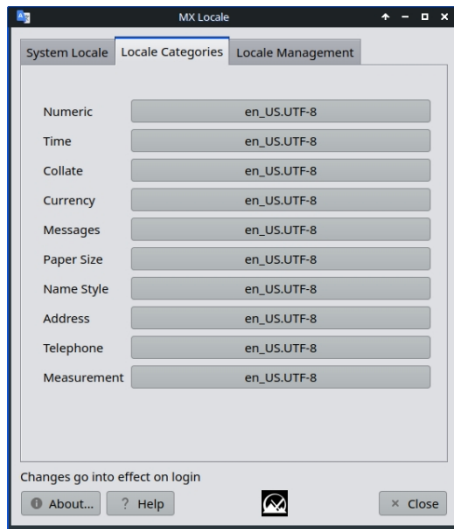 MX Locale
System Locale Locale Categories Locale Management
Numeric en_US.UTF-8
Time en_US.UTF-8
Collate en_US.UTF-8
Currency en_US.UTF-8
Messages en_US.UTF-8
Paper Size en_US.UTF-8
Name Style en_US.UTF-8
Address en_US.UTF-8
Telephone en_US.UTF-8
Measurement en_US.UTF-8
Changes go into effect on login
About... ? Help × Close